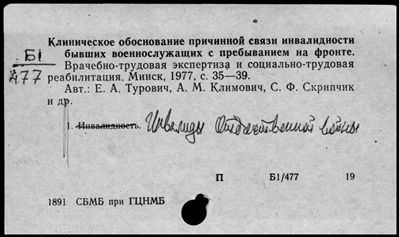 Б1
477
Клиническое обоснование причинной связи инвалидности
бывших военнослужащих с пребыванием на фронте.
Врачебно-трудовая экспертиза и социально-трудовая
реабилитация. Минск, 1977, с. 35—39.
Авт.: Е. А. Турович, А. М. Климович, С. Ф. Скрипчик
и др.
1. Инвалидность. Инвалиды Отечественной войны
П Б1/477 19
1891 СБМБ при ГЦНМБ